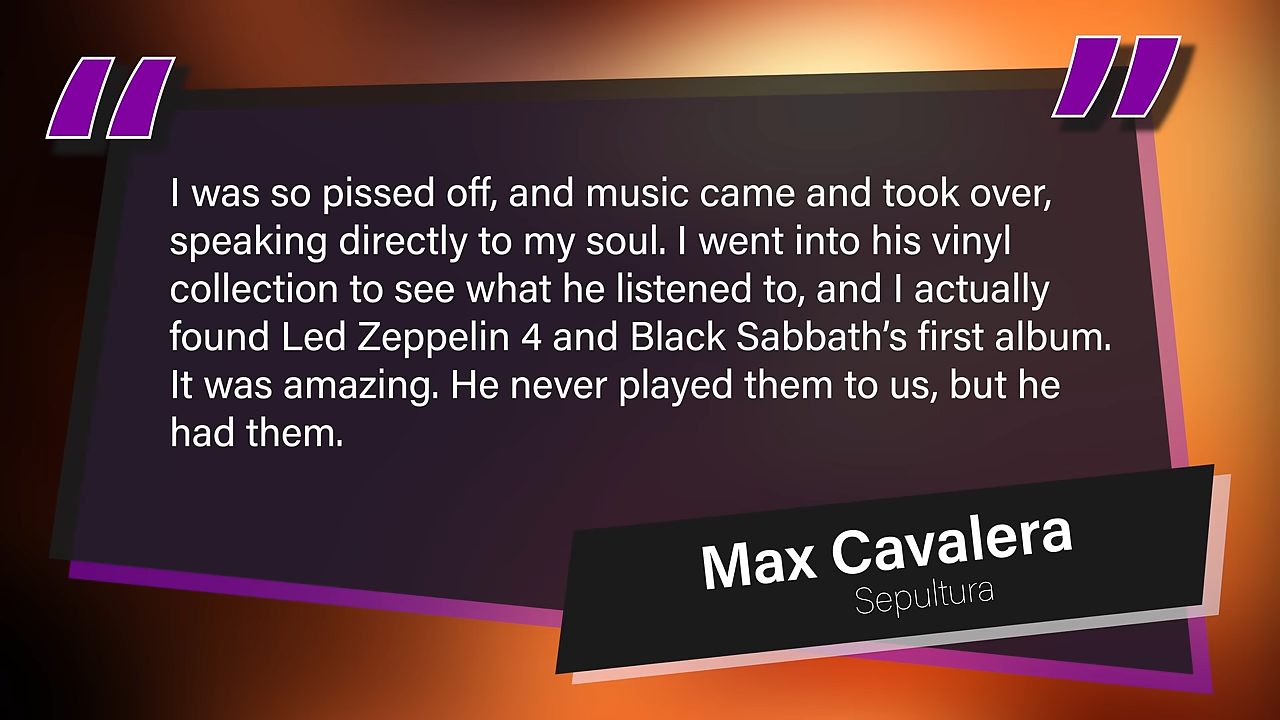 I was so pissed off, and music came and took over,
speaking directly to my soul. I went into his vinyl
collection to see what he listened to, and I actually
found Led Zeppelin 4 and Black Sabbath’s first album.
It was amazing. He never played them to us, but he
had them.
Max Cavalera
Sepultura